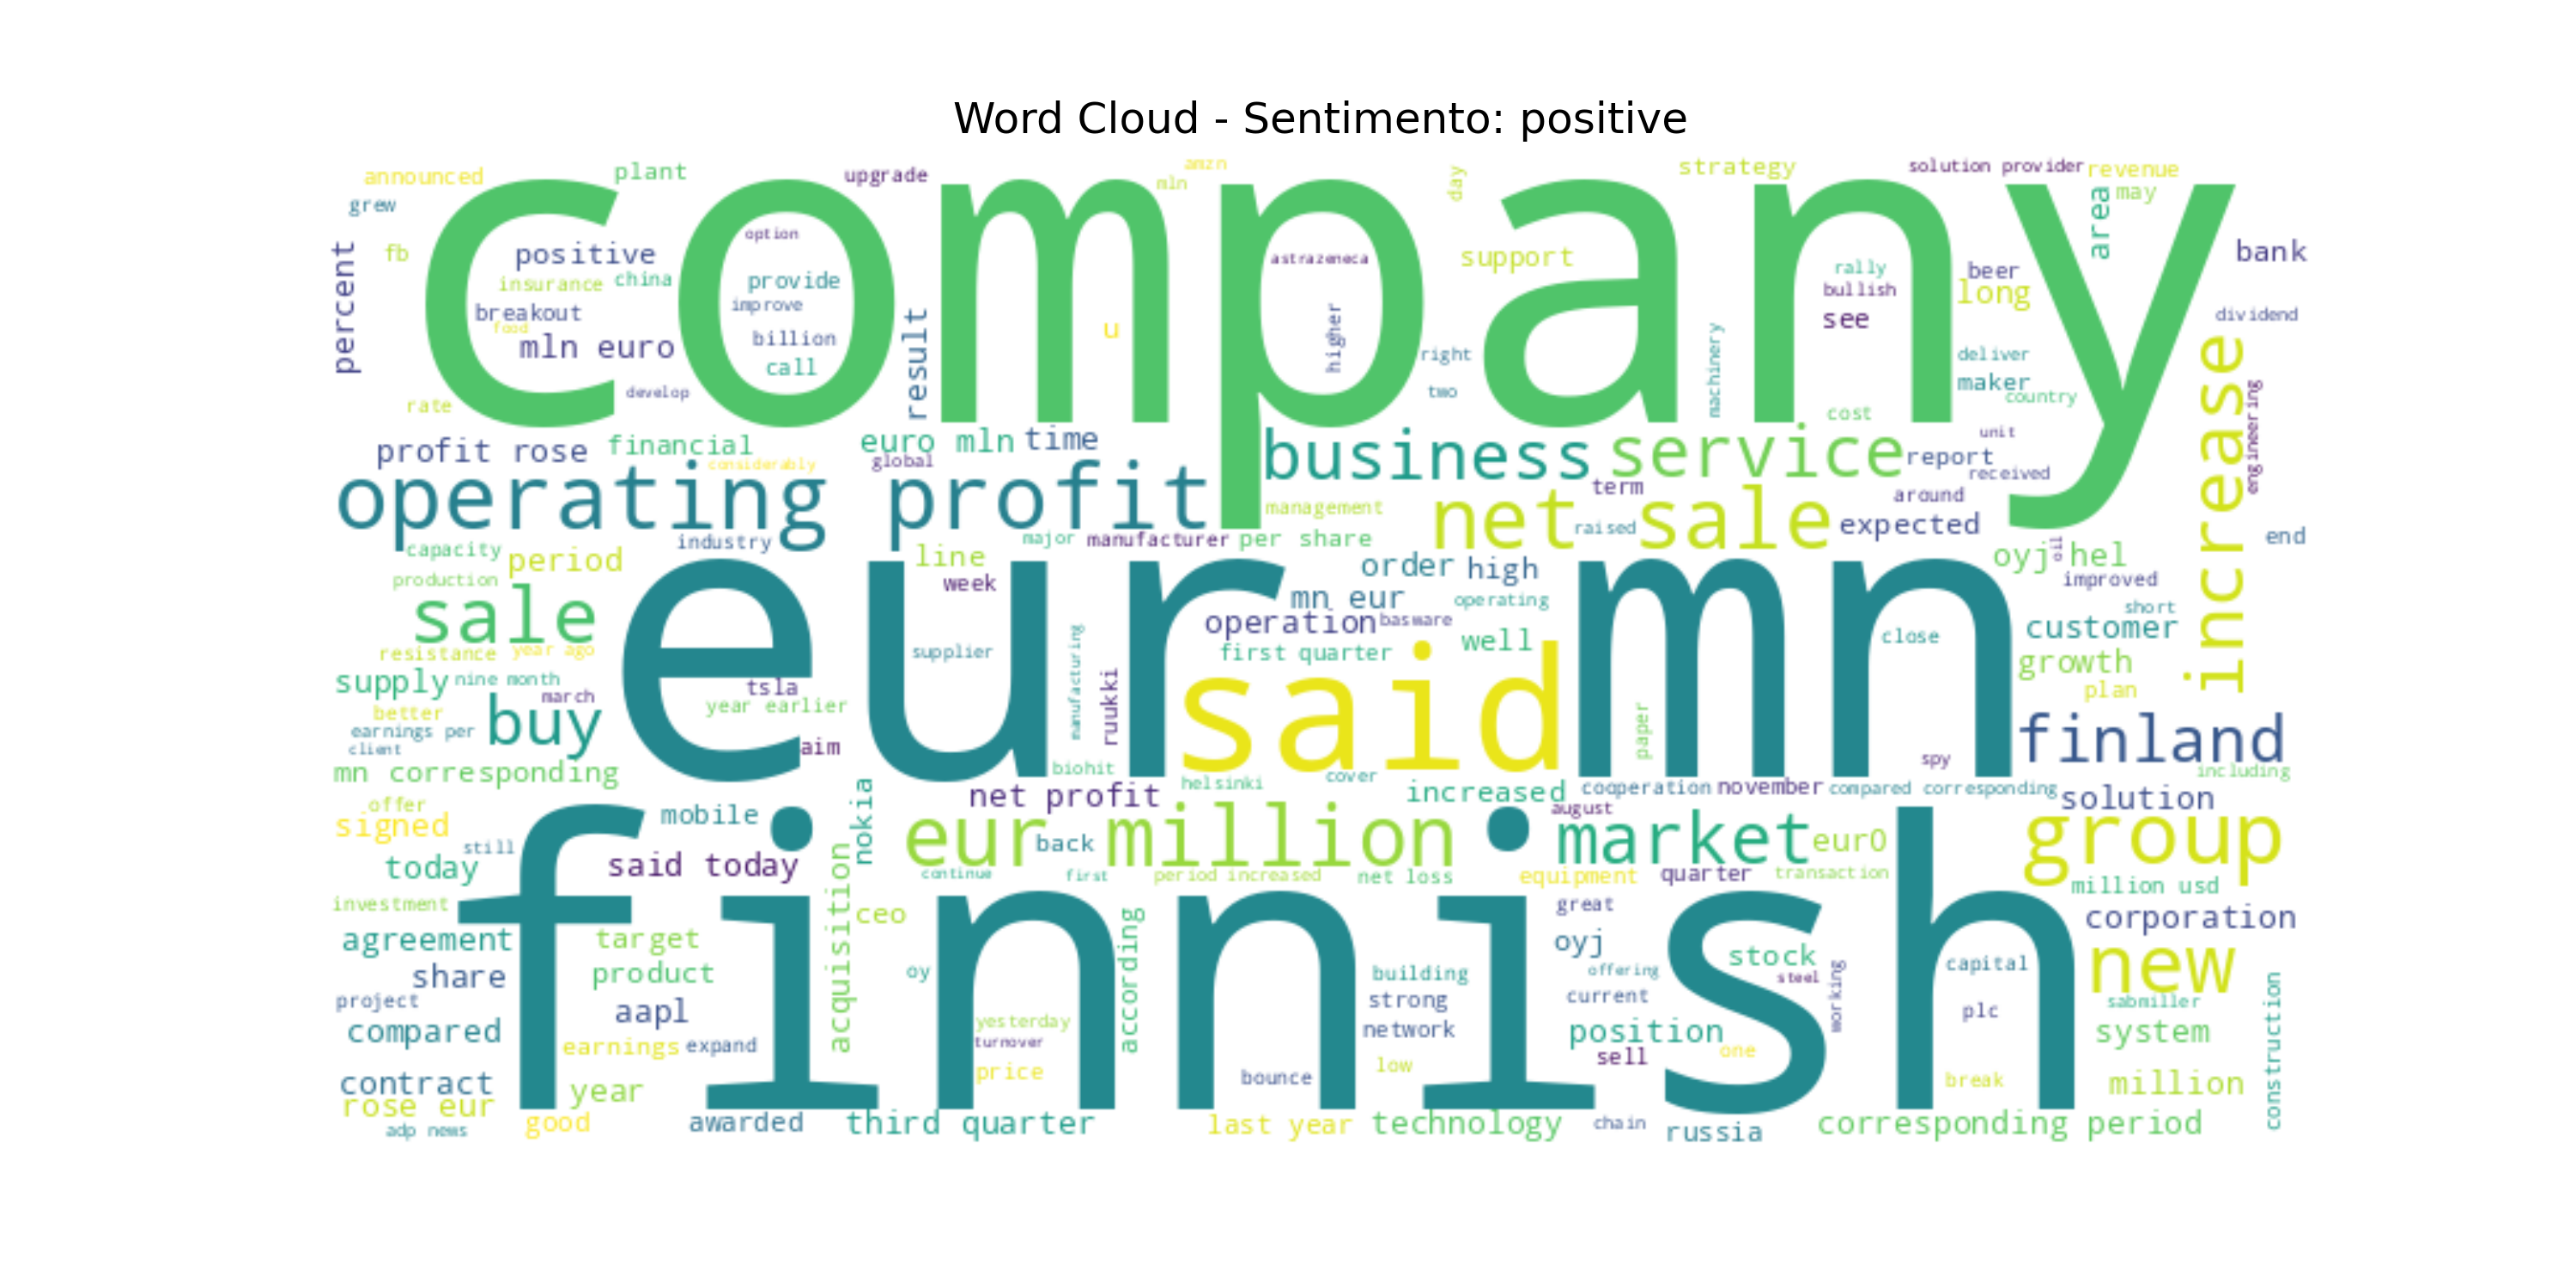 Word Cloud - Sentimento: positive
announced
plant
upgrade
amzn
mln
day
strategy
solution provider
revenue
grew
may
area
option
fb
positive
percent
insurance
china
provide
astrazeneca
support
rally
beer
bank
company
breakout
improve
bullish
long
food
u
higher
see
dividend
mln euro
billion
result
right
machinery
deliver
call
develop
two
maker
country
rate
cost
increase
engineering
profit rose
financial
euro mln
time
business
service
unit
report
considerably
global
received
operating profit
term
around
management
net sale
raised
expected
capacity
industry
major
manufacturer
per share
end
period
line
oyj hel
oil
production
week
order
high
improved
sale
mn eur
operating
short
operation
basware
customer
resistance
year ago
supplier
manufacturing
first quarter
well
close
growth
supply
nine month
tsla
ruukki
eur mn
said
plan
march
year earlier
better
buy
paper
finland
earnings per
client
aim
spy
mn corresponding
biohit
helsinki
cover
including
net profit
increased
cooperation
november
compared corresponding
solution
offer
mobile
nokia
august
signed
eur million
back
market
eur0
group
still
today
said today
continue
first
period increased
net loss
equipment
quarter
transaction
million usd
investment
finnish
acquisition
ceo
according
great
corporation
agreement
target
oyj
stock
share
product
oy
building
offering
steel
working
capital
new
project
aapl
strong
current
plc
sabmiller
construction
compared
yesterday
network
position
system
earnings
expand
turnover
sell
one
contract
price
bounce
low
break
million
rose eur
year
adp news
good
awarded
third quarter
last year
technology
chain
russia
corresponding period